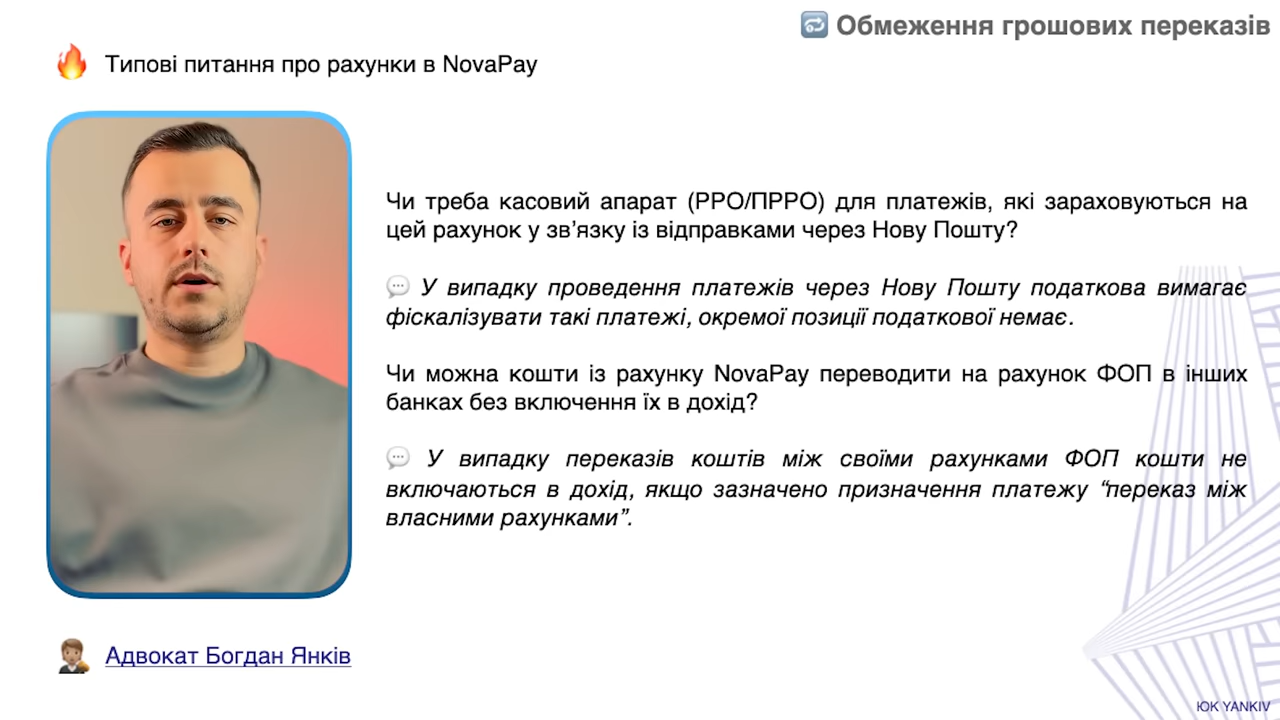 Обмеження грошових переказів
Типові питання про рахунки в NovaPay
Чи треба касовий апарат (РРО/ПРРО) для платежів, які зараховуються на
цей рахунок у зв’язку із відправками через Нову Пошту?
У випадку проведення платежів через Нову Пошту податкова вимагає
фіскалізувати такі платежі, окремої позиції податкової немає.
Чи можна кошти із рахунку NovaPay переводити на рахунок ФОП в інших
банках без включення їх в дохід?
У випадку переказів коштів між своїми рахунками ФОП кошти не
включаються в дохід, якщо зазначено призначення платежу “переказ між
власними рахунками”.
Адвокат Богдан Янків
ЮК YANKIV